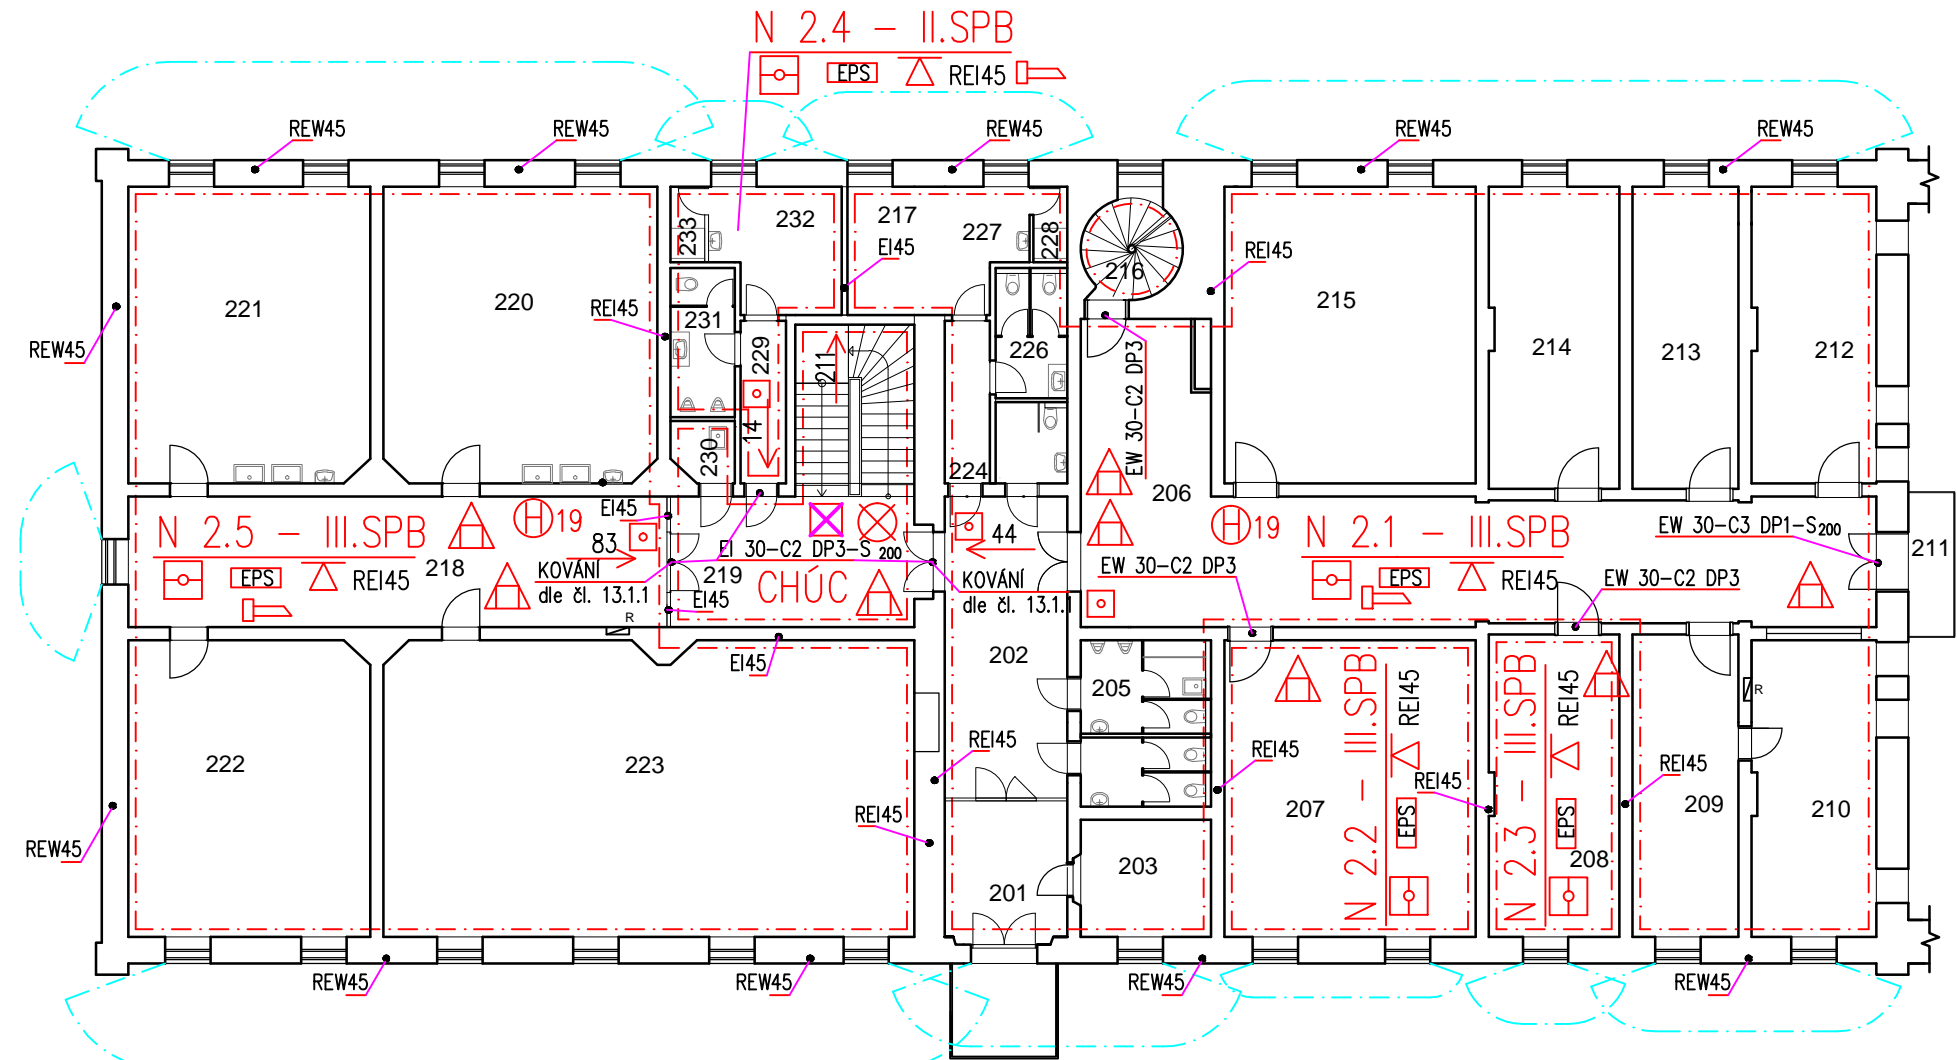 N 2.4 - II.SPB
EPS
REI45
REW45
REW45
REW45
REW45
REW45
233
232
217
227
228
EI45
216
REI45
221
220
REI45
231
229
211
226
215
214
213
212
REW45
EW 30-C2 DP3
14
230
224
206
N 2.5 - III.SPB
H 19
EI45
83
EI 30-C2 DP3-S 200
44
H 19
N 2.1 - III.SPB
EW 30-C3 DP1-S200
211
EPS
REI45
218
KOVÁNÍ
dle čl. 13.1.1
219
CHÚC
KOVÁNÍ
dle čl. 13.1.1
EW 30-C2 DP3
EPS
REI45
EW 30-C2 DP3
EI45
R
EI45
202
205
N 2.2 - III.SPB
REI45
EPS
N 2.3 - III.SPB
REI45
EPS
R
222
223
REI45
REI45
REI45
REI45
REI45
207
208
209
210
REW45
203
201
REW45
REW45
REW45
REW45